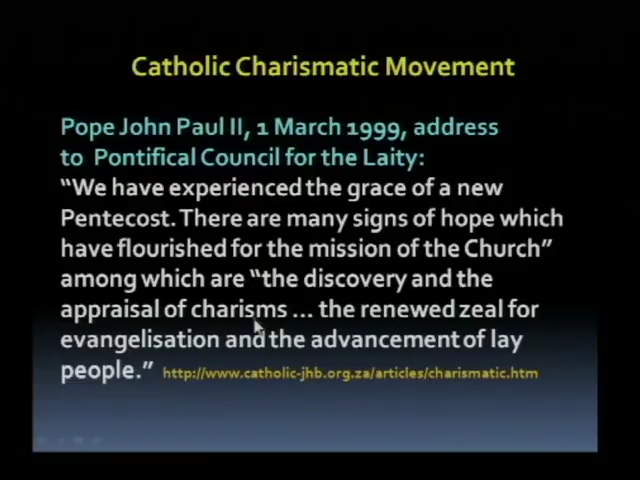 Catholic Charismatic Movement
Pope John Paul II, 1 March 1999, address
to Pontifical Council for the Laity:
“We have experienced the grace of a new
Pentecost. There are many signs of hope which
have flourished for the mission of the Church”
among which are “the discovery and the
appraisal of charisms ... the renewed zeal for
evangelisation and the advancement of lay
people.” http://www.catholic-jhb.org.za/articles/charismatic.htm